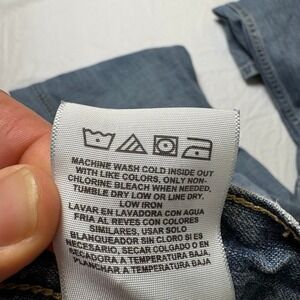 MACHINE WASH COLD INSIDE OUT
WITH LIKE COLORS, ONLY NON-
CHLORINE BLEACH WHEN NEEDED,
TUMBLE DRY LOW OR LINE DRY,
LOW IRON
LAVAR EN LAVADORA CON AGUA
FRIA AL REVES CON COLORES
SIMILARES, USAR SOLO
BLANQUEADOR SIN CLORO SI ES
NECESARIO, SECAR COLGADO O EN
SECADORA A TEMPERATURA BAJA,
PLANCHAR A TEMPERATURA BAJA